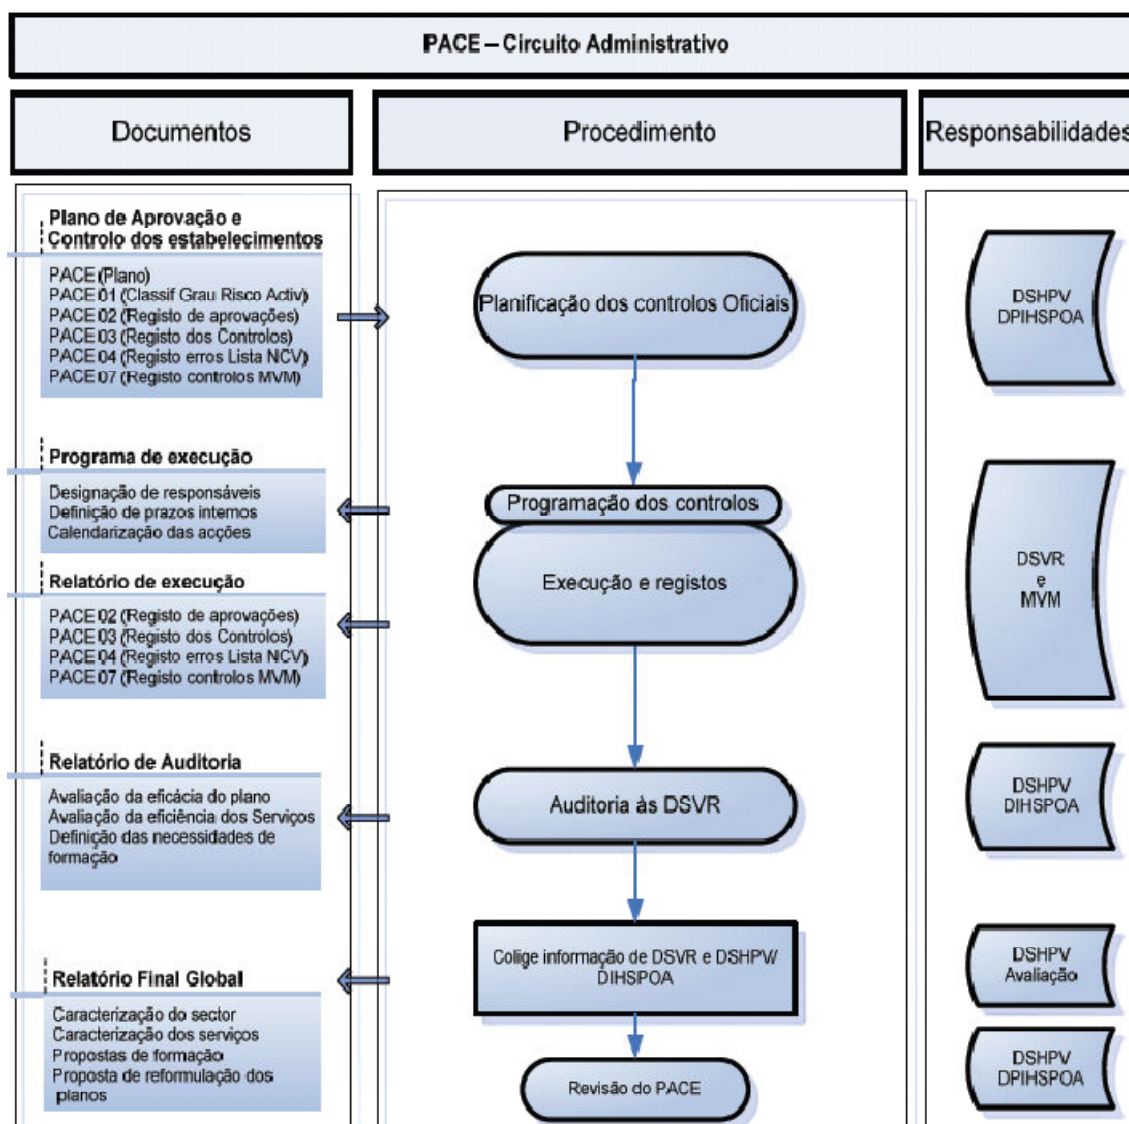 PACE – Circuito Administrativo
Documentos
Procedimento
Responsabilidades
Plano de Aprovação e
Controlo dos estabelecimentos
PACE (Plano)
PACE 01 (Classif Grau Risco Activ)
PACE 02 (Registo de aprovações)
PACE 03 (Registo dos Controlos)
PACE 04 (Registo erros Lista NCV)
PACE 07 (Registo controlos MVM)
Planificação dos controlos Oficiais
DSHPV/
DPIHSPOA
Programa de execução
Designação de responsáveis
Definição de prazos internos
Calendarização das acções
Programação dos controlos
Relatório de execução
PACE 02 (Registo de aprovações)
PACE 03 (Registo dos Controlos)
PACE 04 (Registo erros Lista NCV)
PACE 07 (Registo controlos MVM)
Execução e registos
DSVR
e
MVM
Relatório de Auditoria
Avaliação da eficácia do plano
Avaliação da eficiência dos Serviços
Definição das necessidades de
formação
Auditoria às DSVR
DSHPV/
DIHSPOA
Relatório Final Global
Caracterização do sector
Caracterização dos serviços
Propostas de formação
Proposta de reformulação dos
planos
Colige informação de DSVR e DSHPV/
DIHSPOA
DSHPV
Avaliação
Revisão do PACE
DSHPV/
DPIHSPOA